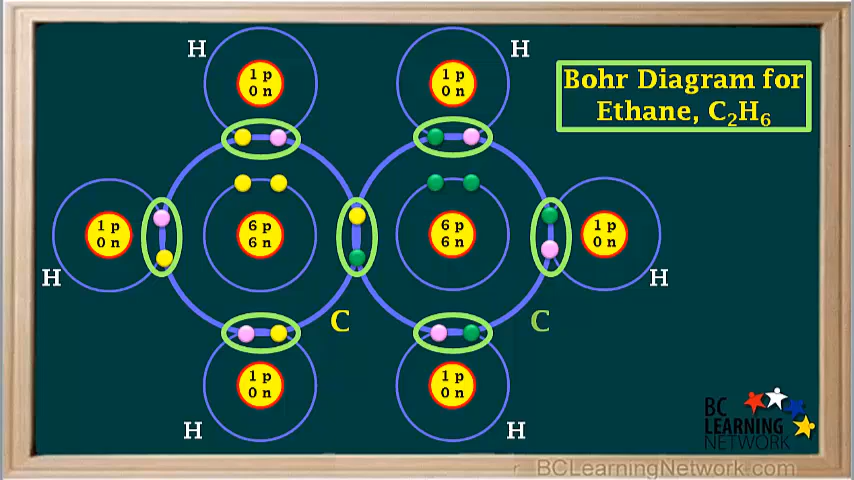 H
H
1 p
0 n
1 p
0 n
Bohr Diagram for
Ethane, C₂H₆
1 p
0 n
6 p
6 n
6 p
6 n
1 p
0 n
H
H
C
C
1 p
0 n
1 p
0 n
H
H
BC
LEARNING
NETWORK
BCLearningNetwork.com